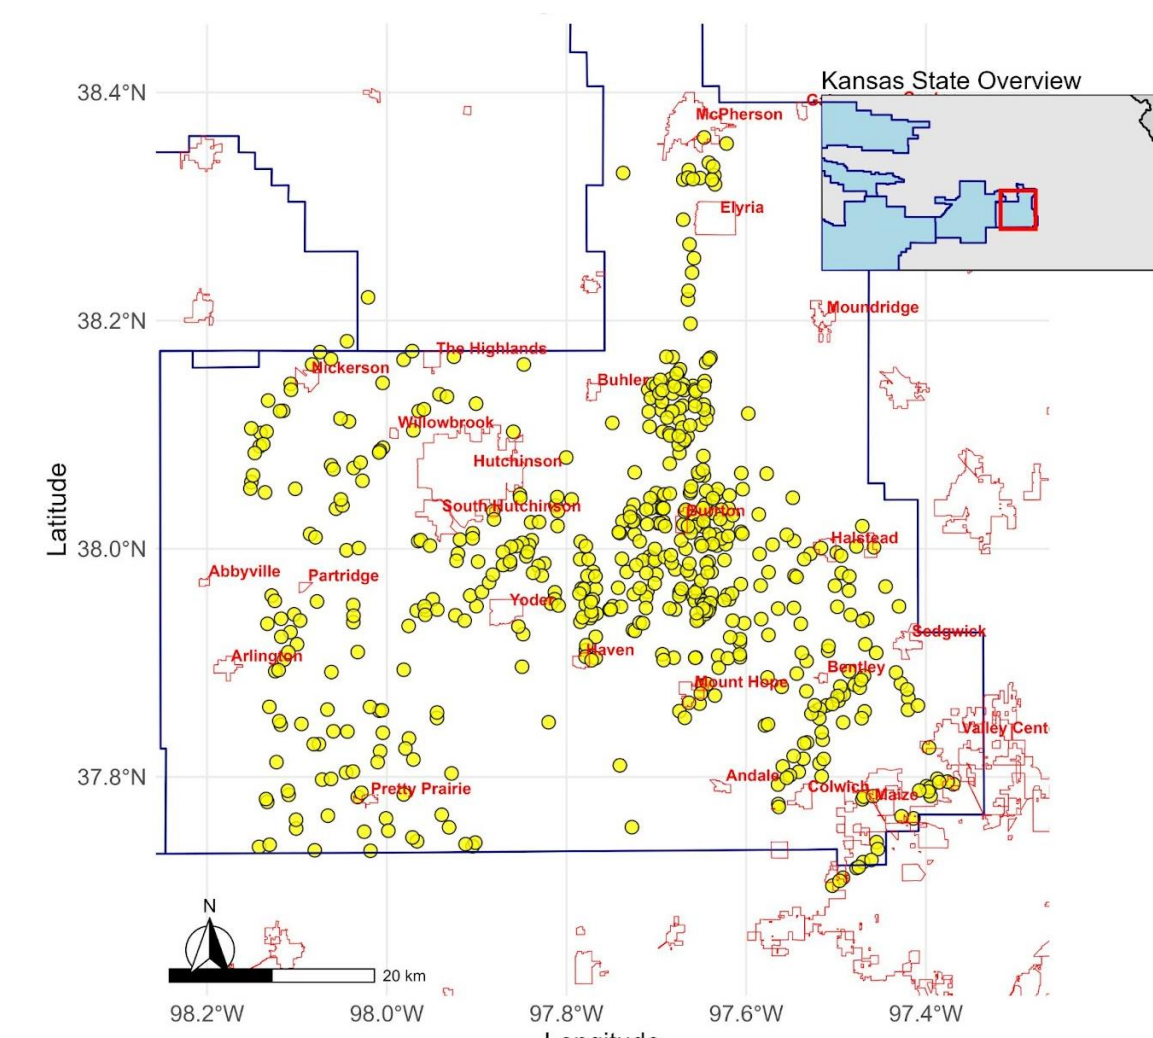 Kansas State Overview
38.4°N
McPherson
Elyria
Moundridge
38.2°N
The Highlands
Nickerson
Buhler
Willowbrook
Hutchinson
South Hutchinson
Burrton
Latitude
38.0°N
Halstead
Abbyville
Partridge
Yoder
Sedgwick
Haven
Arlington
Bentley
Mount Hope
Valley Cent
37.8°N
Andale
Colwich
Maize
Pretty Prairie
N
20 km
98.2°W
98.0°W
97.8°W
97.6°W
97.4°W
Longitude